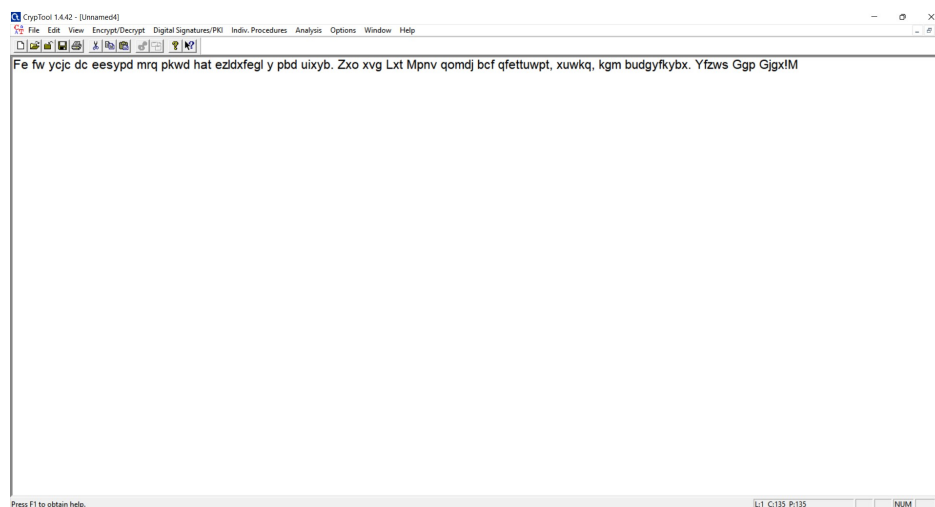 CrypTool 1.4.42 - [Unnamed4]
File Edit View Encrypt/Decrypt Digital Signatures/PKI Indiv. Procedures Analysis Options Window Help
Fe fw ycjc dc eesypd mrq pkwd hat ezldxfegl y pbd uixyb. Zxo xvg Lxt Mpnv qomdj bcf qfettuwpt, xuwkq, kgm budgyfkybx. Yfzws Ggp Gjgx!M
Press F1 to obtain help.
L:1 C:135 P:135
NUM